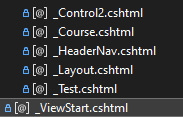 [@] _Control2.cshtml
[@] _Course.cshtml
[@] _HeaderNav.cshtml
[@] _Layout.cshtml
[@] _Test.cshtml
[@] _ViewStart.cshtml